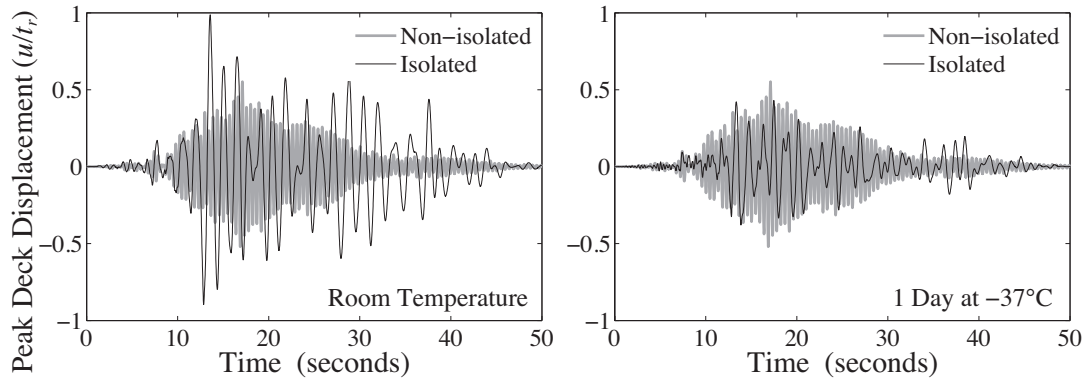 Peak Deck Displacement (u/tᵣ)
1
0.5
0
−0.5
−1
Non−isolated
Isolated
Room Temperature
0 10 20 30 40 50
Time (seconds)
1
0.5
0
−0.5
−1
Non−isolated
Isolated
1 Day at −37°C
0 10 20 30 40 50
Time (seconds)